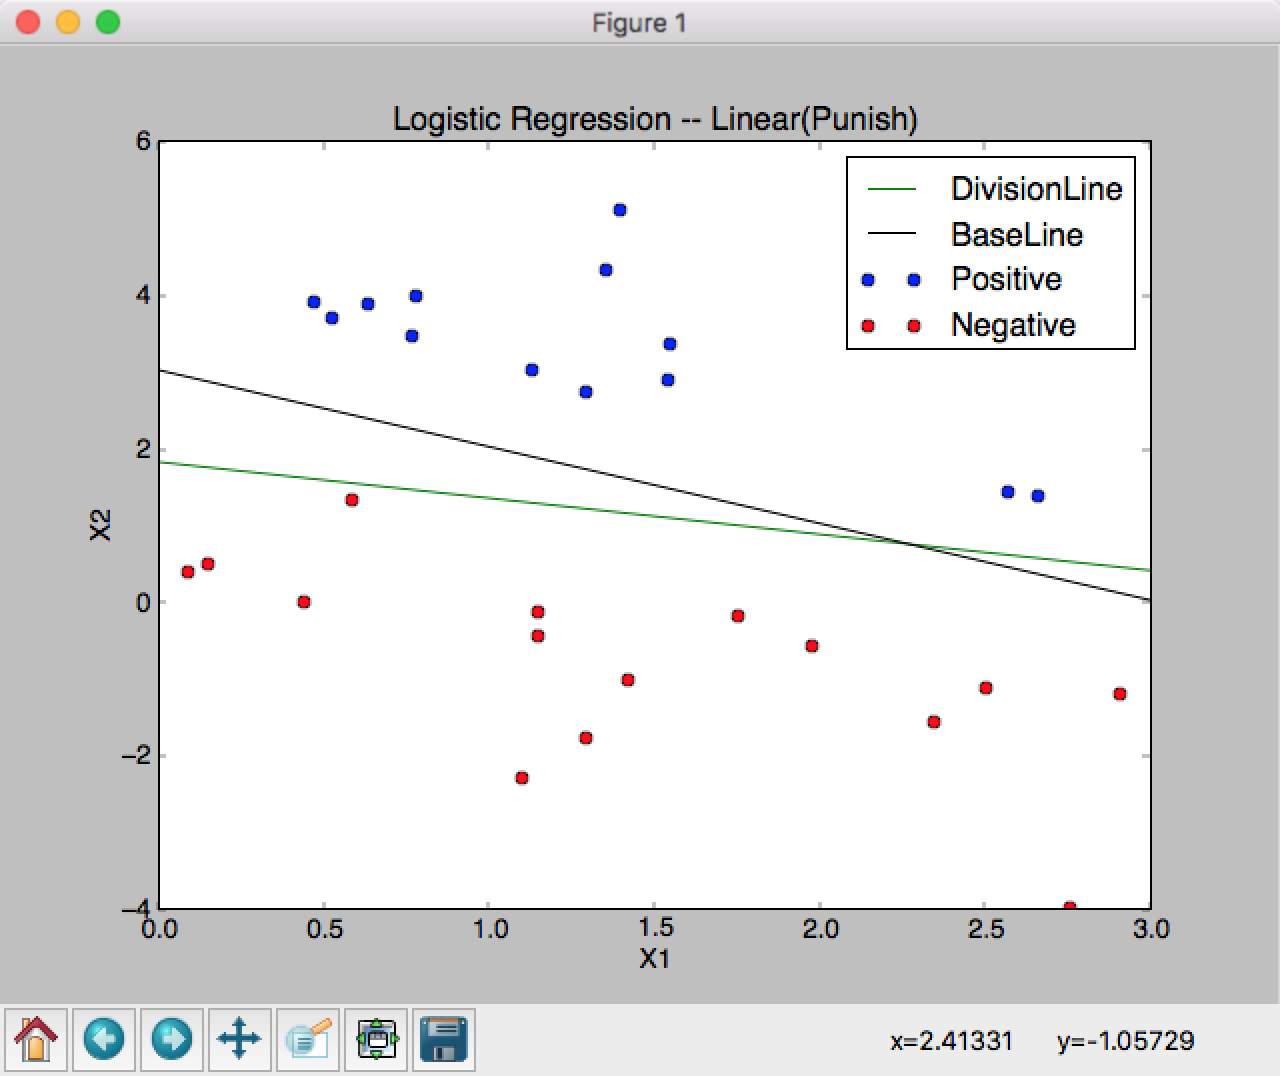 Figure 1
Logistic Regression -- Linear(Punish)
DivisionLine
BaseLine
Positive
Negative
6
4
2
0
−2
−4
X2
0.0 0.5 1.0 1.5 2.0 2.5 3.0
X1
x=2.41331 y=-1.05729